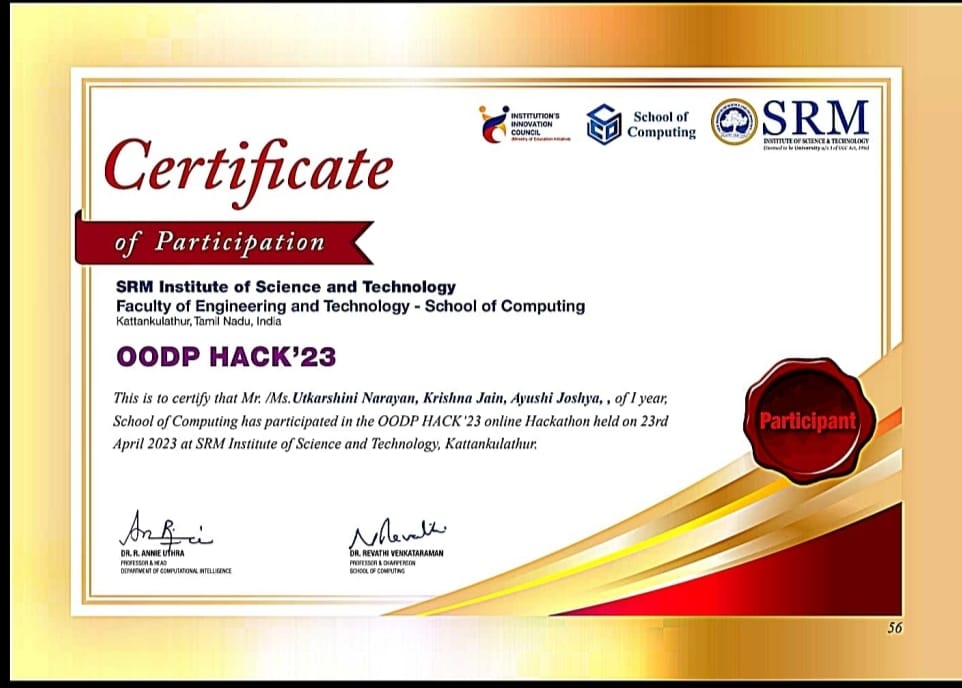 INSTITUTION'S
INNOVATION
COUNCIL
(Ministry of Education Initiative)
School of
Computing
SRM
INSTITUTE OF SCIENCE & TECHNOLOGY
(Deemed to be University u/s 3 of UGC Act, 1956)
Certificate
of Participation
SRM Institute of Science and Technology
Faculty of Engineering and Technology - School of Computing
Kattankulathur, Tamil Nadu, India
OODP HACK'23
This is to certify that Mr. /Ms.Utkarshini Narayan, Krishna Jain, Ayushi Joshya, , of I year,
School of Computing has participated in the OODP HACK '23 online Hackathon held on 23rd
April 2023 at SRM Institute of Science and Technology, Kattankulathur.
Participant
DR. R. ANNIE UTHRA
PROFESSOR & HEAD
DEPARTMENT OF COMPUTATIONAL INTELLIGENCE
DR. REVATHI VENKATARAMAN
PROFESSOR & CHAIRPERSON
SCHOOL OF COMPUTING
56